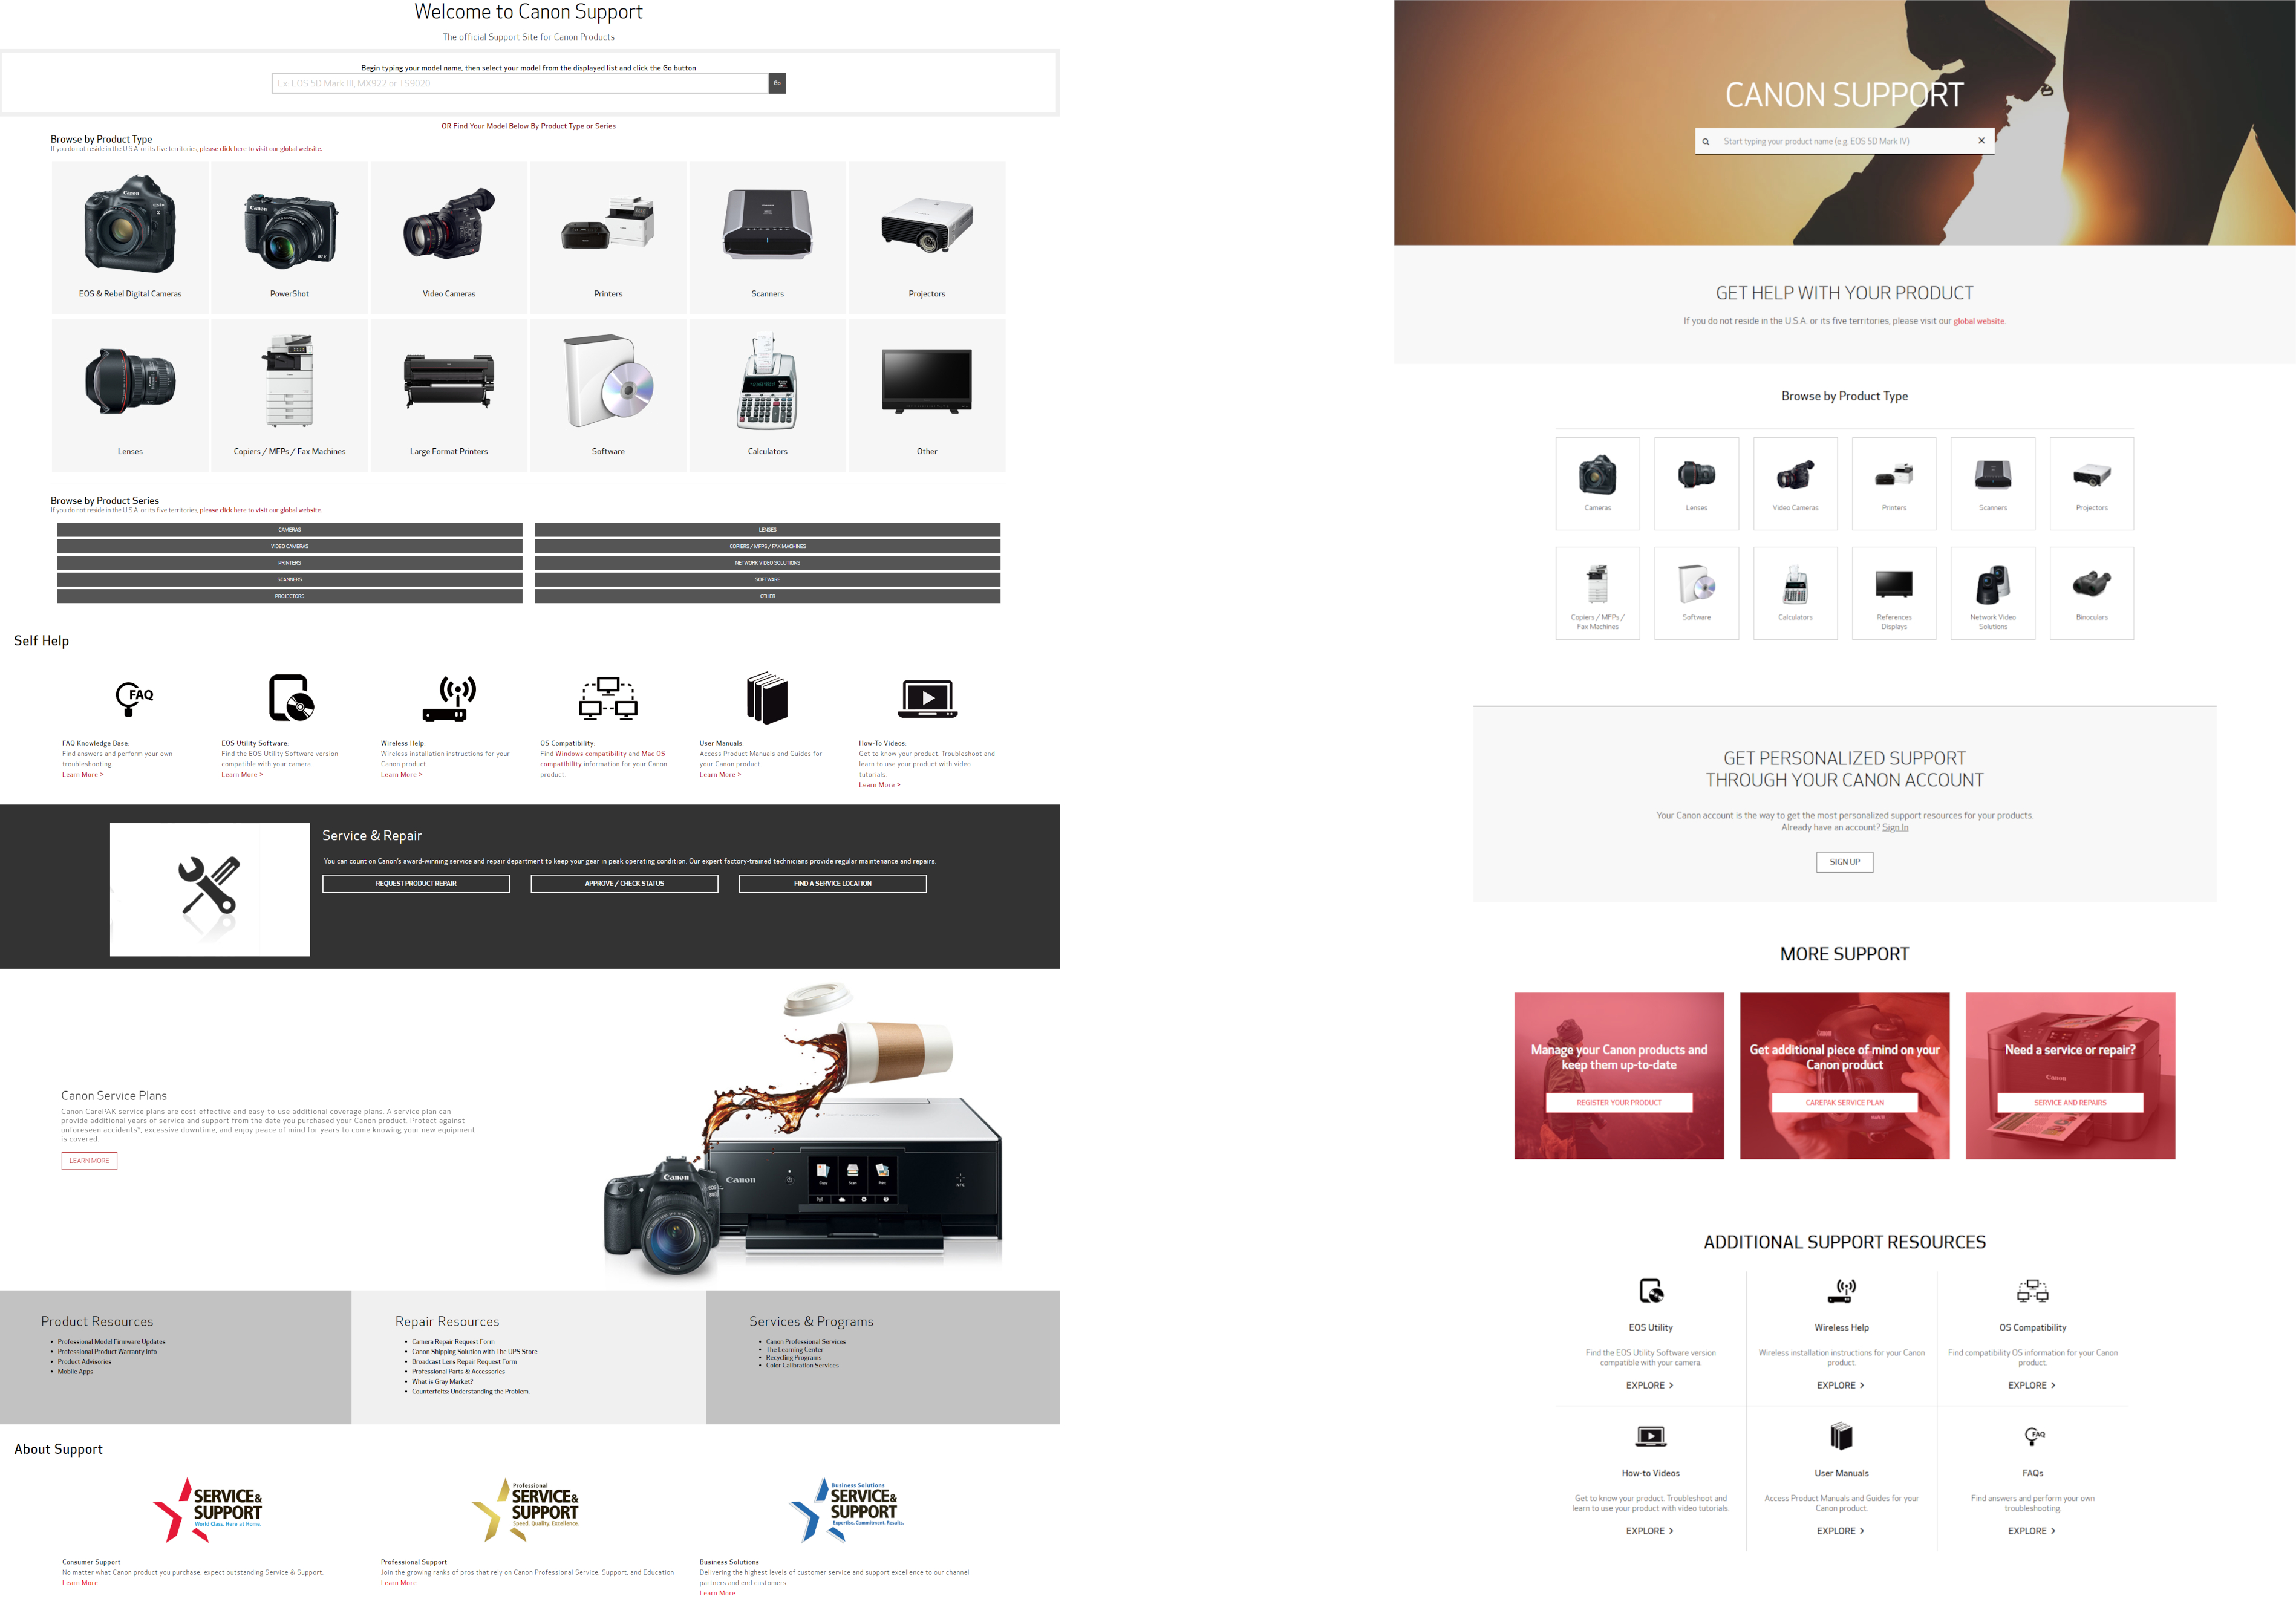 Welcome to Canon Support
The official Support Site for Canon Products
Begin typing your model name, then select your model from the displayed list and click the Go button
Ex: EOS 5D Mark III, MX922 or TS9020
Go
OR Find Your Model Below By Product Type or Series
Browse by Product Type
If you do not reside in the U.S.A. or its five territories, please click here to visit our global website.
EOS & Rebel Digital Cameras
PowerShot
Video Cameras
Printers
Scanners
Projectors
Lenses
Copiers / MFPs / Fax Machines
Large Format Printers
Software
Calculators
Other
Browse by Product Series
If you do not reside in the U.S.A. or its five territories, please click here to visit our global website.
CAMERAS
LENSES
VIDEO CAMERAS
COPIERS / MFPS / FAX MACHINES
PRINTERS
NETWORK VIDEO SOLUTIONS
SCANNERS
SOFTWARE
PROJECTORS
OTHER
Self Help
FAQ
FAQ Knowledge Base:
Find answers and perform your own
troubleshooting.
Learn More >
EOS Utility Software:
Find the EOS Utility Software version
compatible with your camera.
Learn More >
Wireless Help:
Wireless installation instructions for your
Canon product.
Learn More >
OS Compatibility:
Find Windows compatibility and Mac OS
compatibility information for your Canon
product.
User Manuals:
Access Product Manuals and Guides for
your Canon product.
Learn More >
How-To Videos:
Get to know your product. Troubleshoot and
learn to use your product with video
tutorials.
Learn More >
Service & Repair
You can count on Canon's award-winning service and repair department to keep your gear in peak operating condition. Our expert factory-trained technicians provide regular maintenance and repairs.
REQUEST PRODUCT REPAIR
APPROVE / CHECK STATUS
FIND A SERVICE LOCATION
Canon Service Plans
Canon CarePAK service plans are cost-effective and easy-to-use additional coverage plans. A service plan can
provide additional years of service and support from the date you purchased your Canon product. Protect against
unforeseen accidents*, excessive downtime, and enjoy peace of mind for years to come knowing your new equipment
is covered.
LEARN MORE
Canon
Canon
Copy
Scan
Print
NFC
Product Resources
Professional Model Firmware Updates
Professional Product Warranty Info
Product Advisories
Mobile Apps
Repair Resources
Camera Repair Request Form
Canon Shipping Solution with The UPS Store
Broadcast Lens Repair Request Form
Professional Parts & Accessories
What is Gray Market?
Counterfeits: Understanding the Problem.
Services & Programs
Canon Professional Services
The Learning Center
Recycling Programs
Color Calibration Services
About Support
SERVICE&
SUPPORT
World Class. Here at Home.
Professional
SERVICE&
SUPPORT
Speed. Quality. Excellence.
Business Solutions
SERVICE&
SUPPORT
Expertise. Commitment. Results.
Consumer Support
No matter what Canon product you purchase, expect outstanding Service & Support.
Learn More
Professional Support
Join the growing ranks of pros that rely on Canon Professional Service, Support, and Education
Learn More
Business Solutions
Delivering the highest levels of customer service and support excellence to our channel
partners and end customers
Learn More
CANON SUPPORT
Start typing your product name (e.g. EOS 5D Mark IV)
GET HELP WITH YOUR PRODUCT
If you do not reside in the U.S.A. or its five territories, please visit our global website.
Browse by Product Type
Cameras
Lenses
Video Cameras
Printers
Scanners
Projectors
Copiers / MFPs /
Fax Machines
Software
Calculators
References
Displays
Network Video
Solutions
Binoculars
GET PERSONALIZED SUPPORT
THROUGH YOUR CANON ACCOUNT
Your Canon account is the way to get the most personalized support resources for your products.
Already have an account? Sign In
SIGN UP
MORE SUPPORT
Manage your Canon products and
keep them up-to-date
REGISTER YOUR PRODUCT
Get additional piece of mind on your
Canon product
CAREPAK SERVICE PLAN
Need a service or repair?
Canon
SERVICE AND REPAIRS
ADDITIONAL SUPPORT RESOURCES
EOS Utility
Find the EOS Utility Software version
compatible with your camera.
EXPLORE >
Wireless Help
Wireless installation instructions for your Canon
product.
EXPLORE >
OS Compatibility
Find compatibility OS information for your Canon
product.
EXPLORE >
How-to Videos
Get to know your product. Troubleshoot and
learn to use your product with video tutorials.
EXPLORE >
User Manuals
Access Product Manuals and Guides for your
Canon product.
EXPLORE >
FAQ
FAQs
Find answers and perform your own
troubleshooting.
EXPLORE >